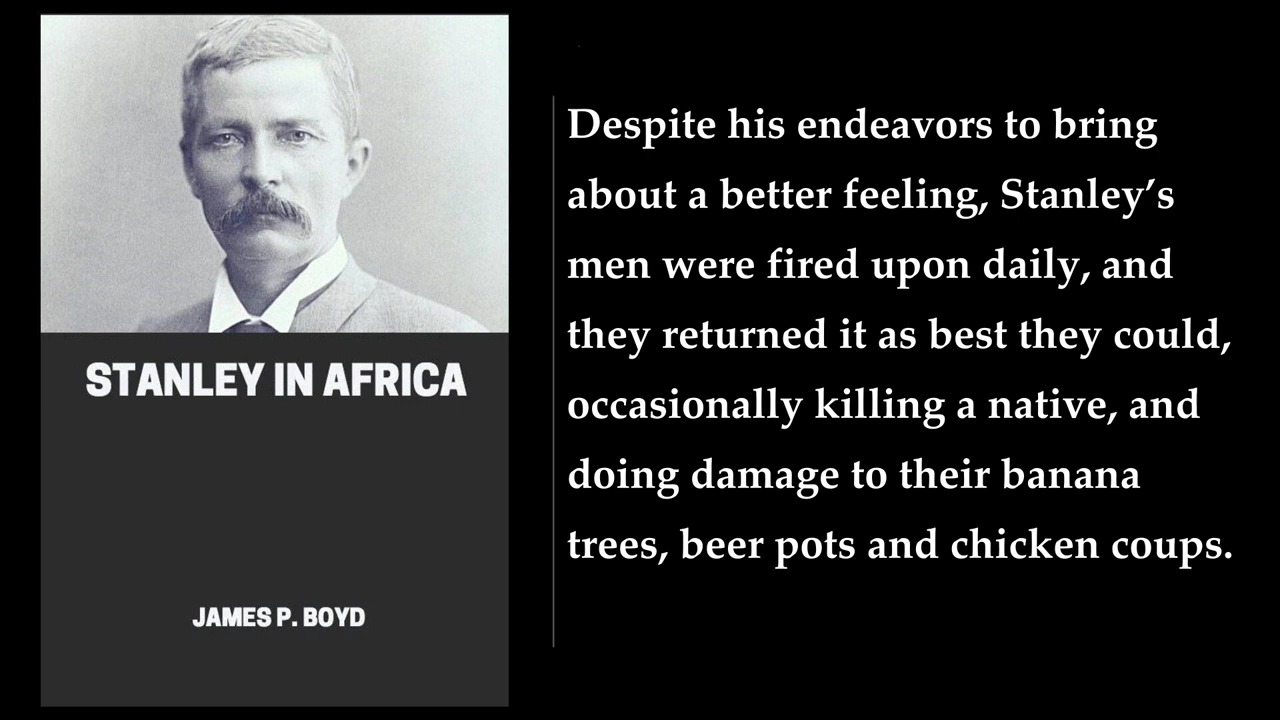 STANLEY IN AFRICA
JAMES P. BOYD
Despite his endeavors to bring
about a better feeling, Stanley’s
men were fired upon daily, and
they returned it as best they could,
occasionally killing a native, and
doing damage to their banana
trees, beer pots and chicken coups.